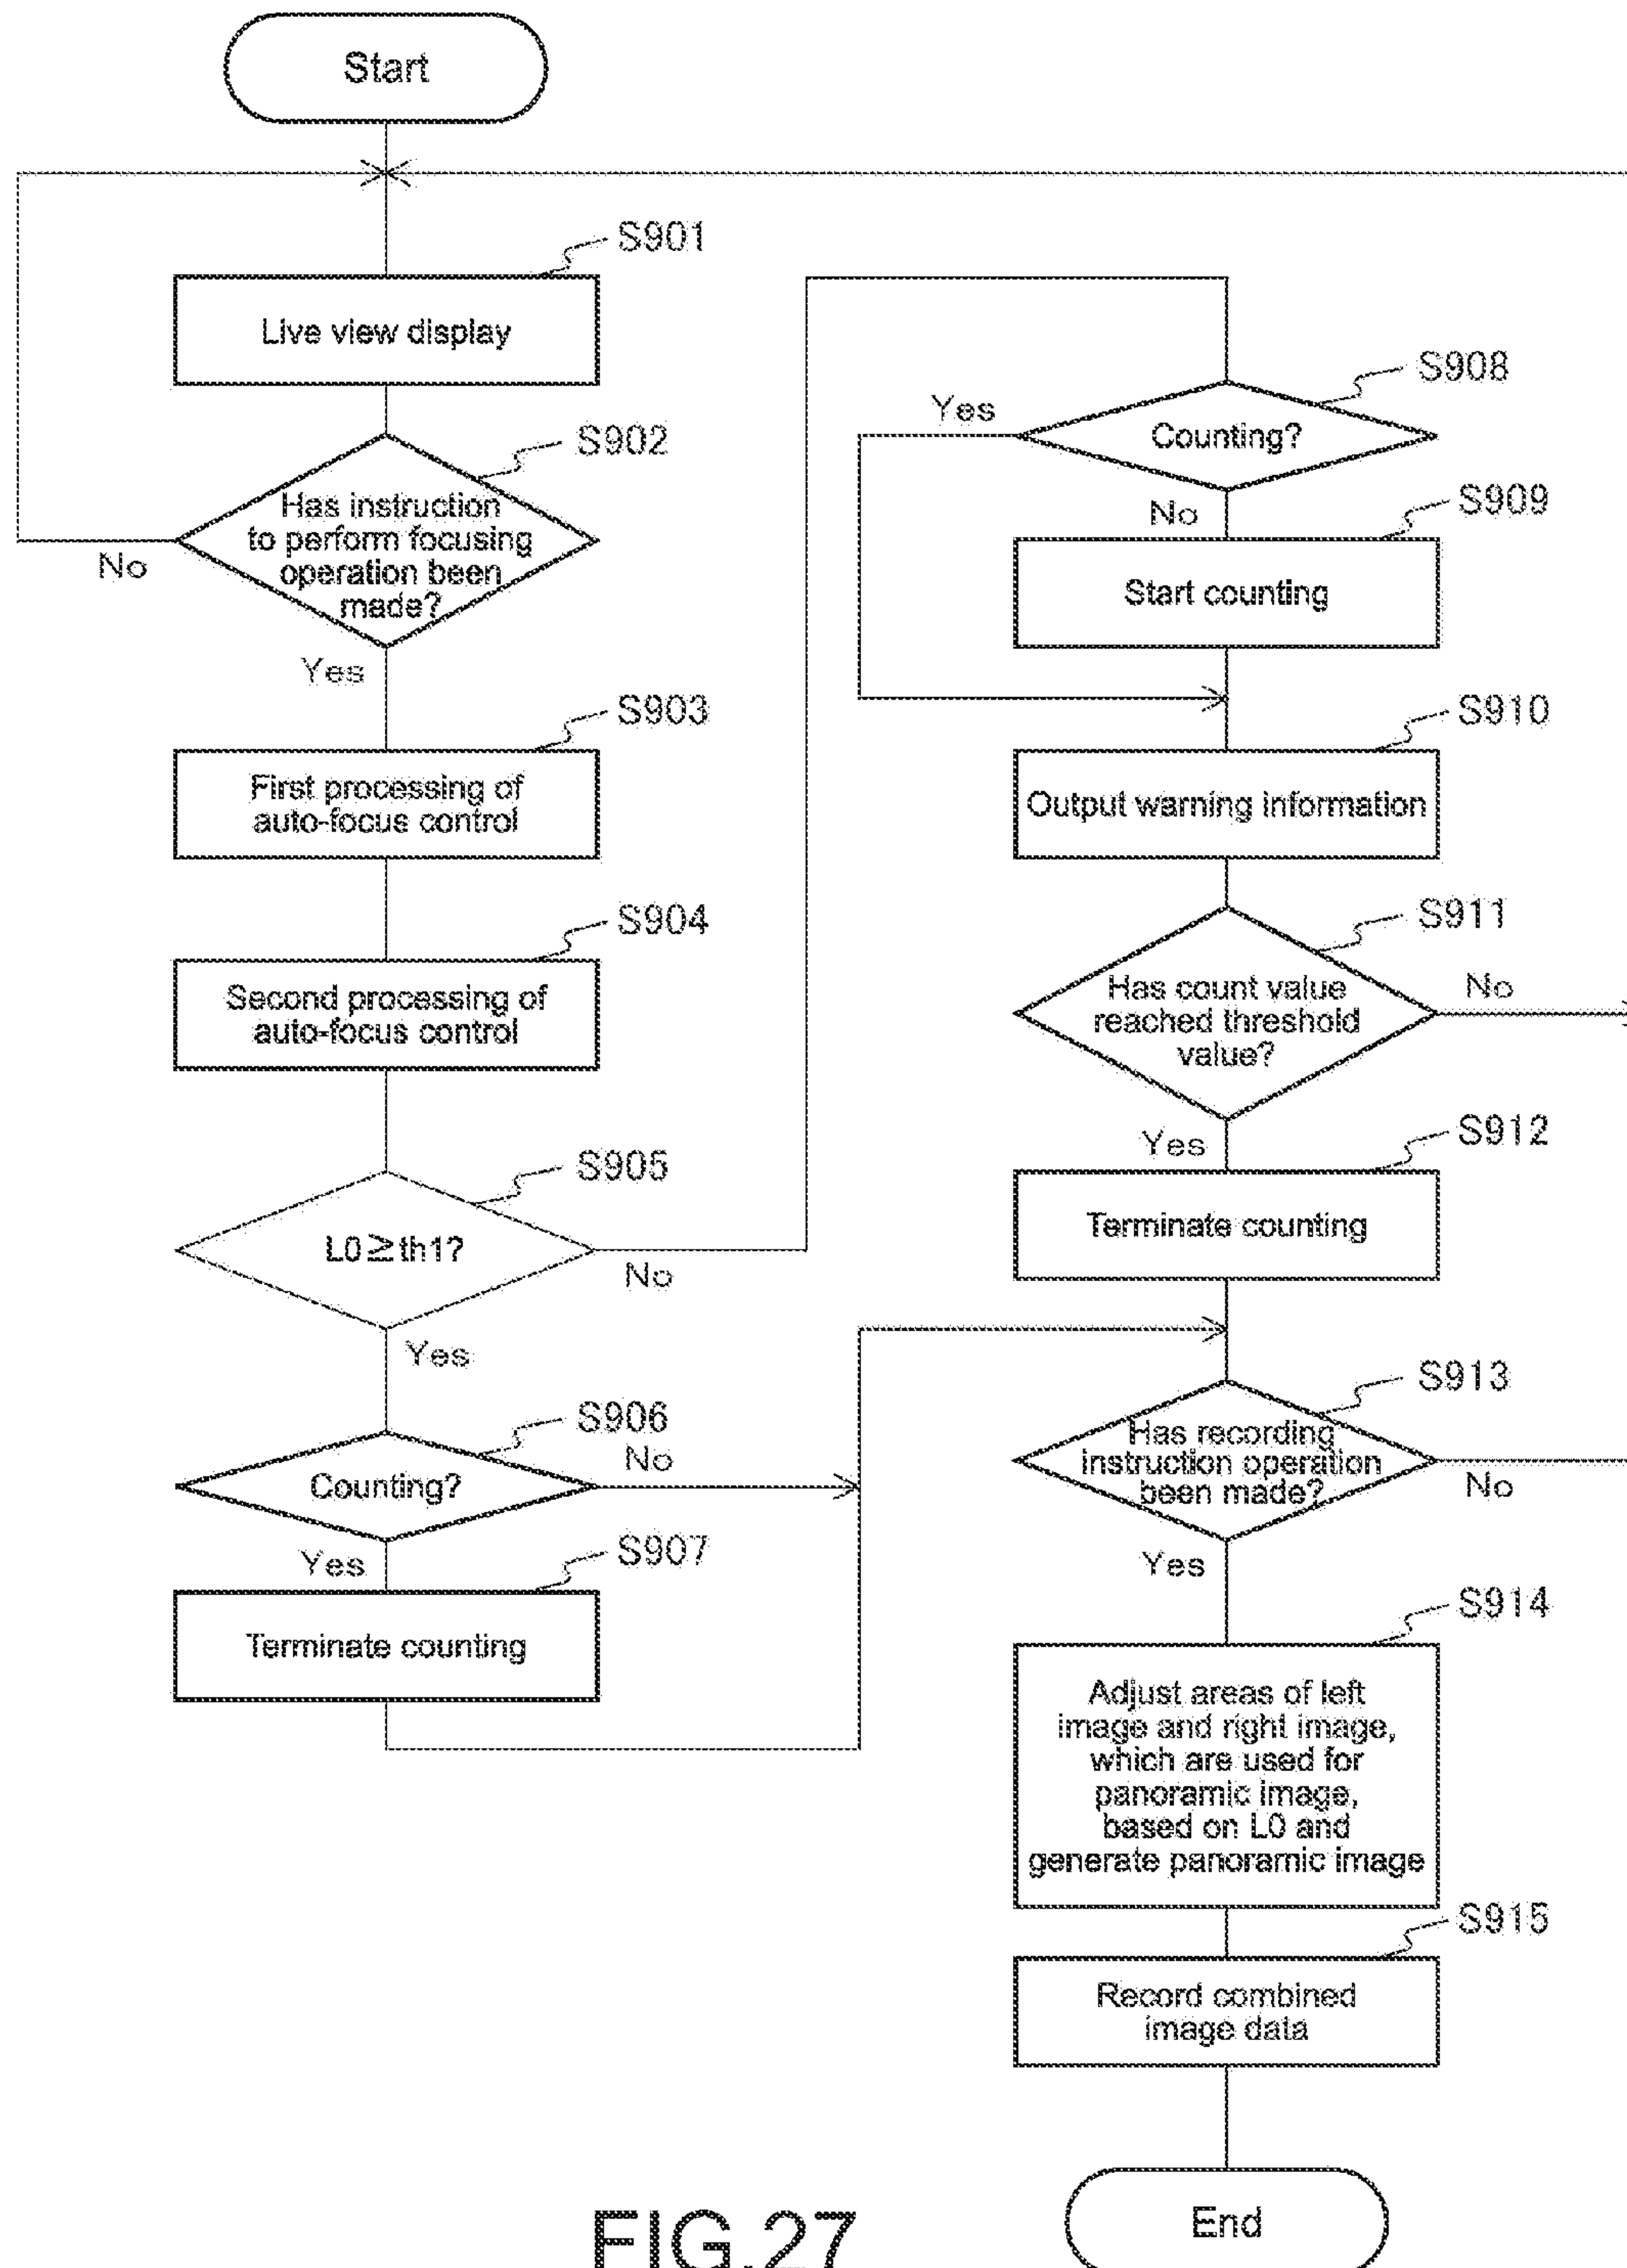 Start
S901
Live view display
S902
Has instruction
to perform focusing
operation been
made?
No
Yes
S903
First processing of
auto-focus control
S904
Second processing of
auto-focus control
S905
L0≧th1?
No
Yes
S906
Counting?
No
Yes
S907
Terminate counting
S908
Counting?
Yes
No
S909
Start counting
S910
Output warning information
S911
Has count value
reached threshold
value?
No
Yes
S912
Terminate counting
S913
Has recording
instruction operation
been made?
No
Yes
S914
Adjust areas of left
image and right image,
which are used for
panoramic image,
based on L0 and
generate panoramic image
S915
Record combined
image data
End
FIG.27